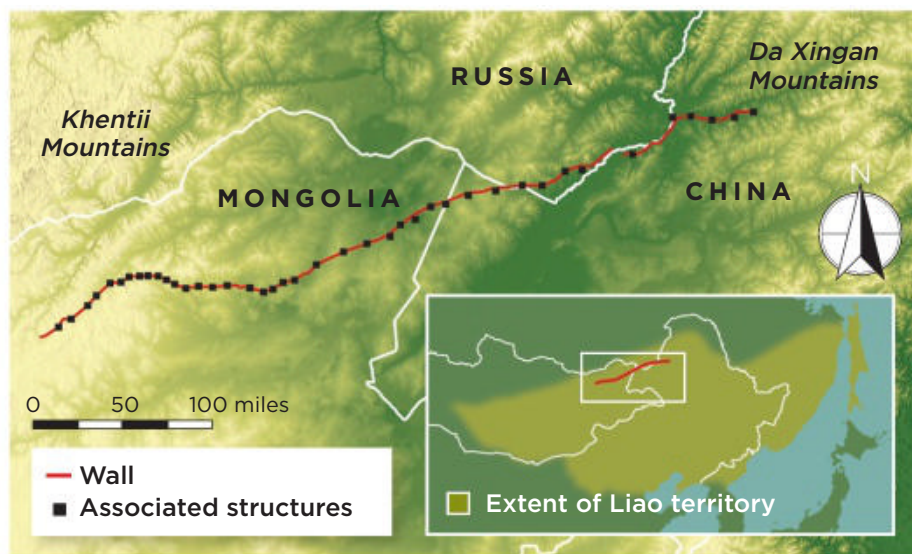 RUSSIA
Da Xingan
Mountains
Khentii
Mountains
MONGOLIA
CHINA
N
0 50 100 miles
Wall
Associated structures
Extent of Liao territory